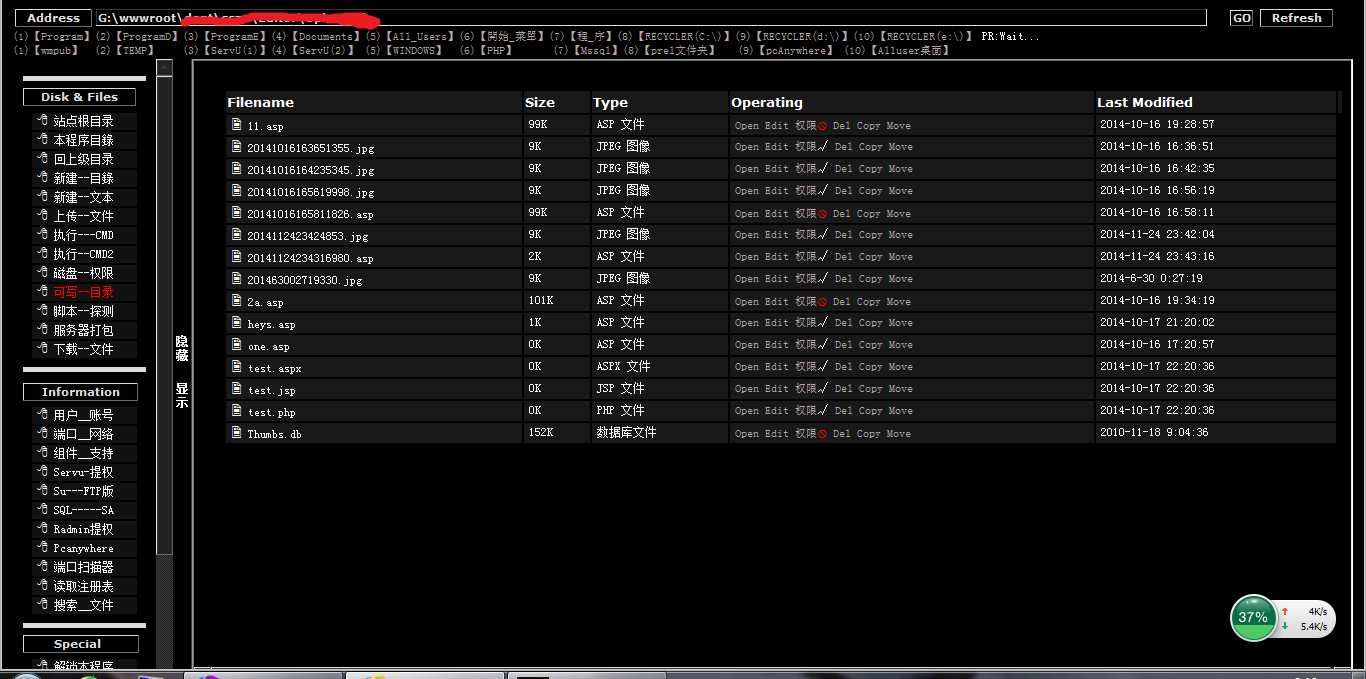 Address G:\wwwroot\ GO Refresh
(1)【Program】 (2)【ProgramD】 (3)【ProgramE】 (4)【Documents】 (5)【All_Users】 (6)【開始_菜單】 (7)【程_序】 (8)【RECYCLER(C:\)】 (9)【RECYCLER(d:\)】 (10)【RECYCLER(e:\)】 PR:Wait...
(1)【wmpub】 (2)【TEMP】 (3)【ServU(1)】 (4)【ServU(2)】 (5)【WINDOWS】 (6)【PHP】 (7)【Mssql】 (8)【prel文件夹】 (9)【pcAnywhere】 (10)【Alluser桌面】
Disk & Files
站点根目录
本程序目錄
回上级目录
新建--目錄
新建--文本
上传--文件
执行---CMD
执行--CMD2
磁盘--权限
可写--目录
脚本--探测
服务器打包
下载--文件
Information
用户__账号
端口__网络
组件__支持
Servu-提权
Su---FTP版
SQL-----SA
Radmin提权
Pcanywhere
端口扫描器
读取注册表
搜索__文件
Special
解锁本程序
隐藏
显示
Filename Size Type Operating Last Modified
11.asp 99K ASP 文件 Open Edit 权限 Del Copy Move 2014-10-16 19:28:57
20141016163651355.jpg 9K JPEG 图像 Open Edit 权限 Del Copy Move 2014-10-16 16:36:51
20141016164235345.jpg 9K JPEG 图像 Open Edit 权限 Del Copy Move 2014-10-16 16:42:35
20141016165619998.jpg 9K JPEG 图像 Open Edit 权限 Del Copy Move 2014-10-16 16:56:19
20141016165811826.asp 99K ASP 文件 Open Edit 权限 Del Copy Move 2014-10-16 16:58:11
2014112423424853.jpg 9K JPEG 图像 Open Edit 权限 Del Copy Move 2014-11-24 23:42:04
20141124234316980.asp 2K ASP 文件 Open Edit 权限 Del Copy Move 2014-11-24 23:43:16
201463002719330.jpg 9K JPEG 图像 Open Edit 权限 Del Copy Move 2014-6-30 0:27:19
2a.asp 101K ASP 文件 Open Edit 权限 Del Copy Move 2014-10-16 19:34:19
heys.asp 1K ASP 文件 Open Edit 权限 Del Copy Move 2014-10-17 21:20:02
one.asp 0K ASP 文件 Open Edit 权限 Del Copy Move 2014-10-16 17:20:57
test.aspx 0K ASPX 文件 Open Edit 权限 Del Copy Move 2014-10-17 22:20:36
test.jsp 0K JSP 文件 Open Edit 权限 Del Copy Move 2014-10-17 22:20:36
test.php 0K PHP 文件 Open Edit 权限 Del Copy Move 2014-10-17 22:20:36
Thumbs.db 152K 数据库文件 Open Edit 权限 Del Copy Move 2010-11-18 9:04:36
37% 4K/s
5.4K/s